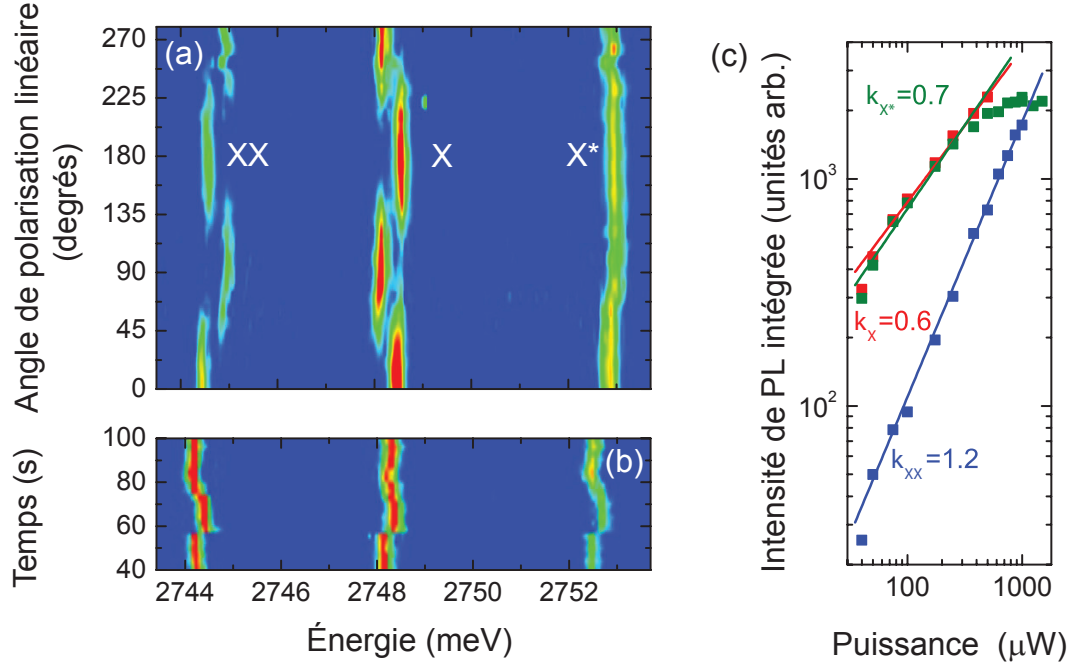 Angle de polarisation linéaire
(degrés)
270
225
180
135
90
45
0
(a)
XX
X
X*
Temps (s)
100
80
60
40
(b)
2744
2746
2748
2750
2752
Énergie (meV)
(c)
Intensité de PL intégrée (unités arb.)
10³
10²
kX*=0.7
kX=0.6
kXX=1.2
100
1000
Puissance (μW)